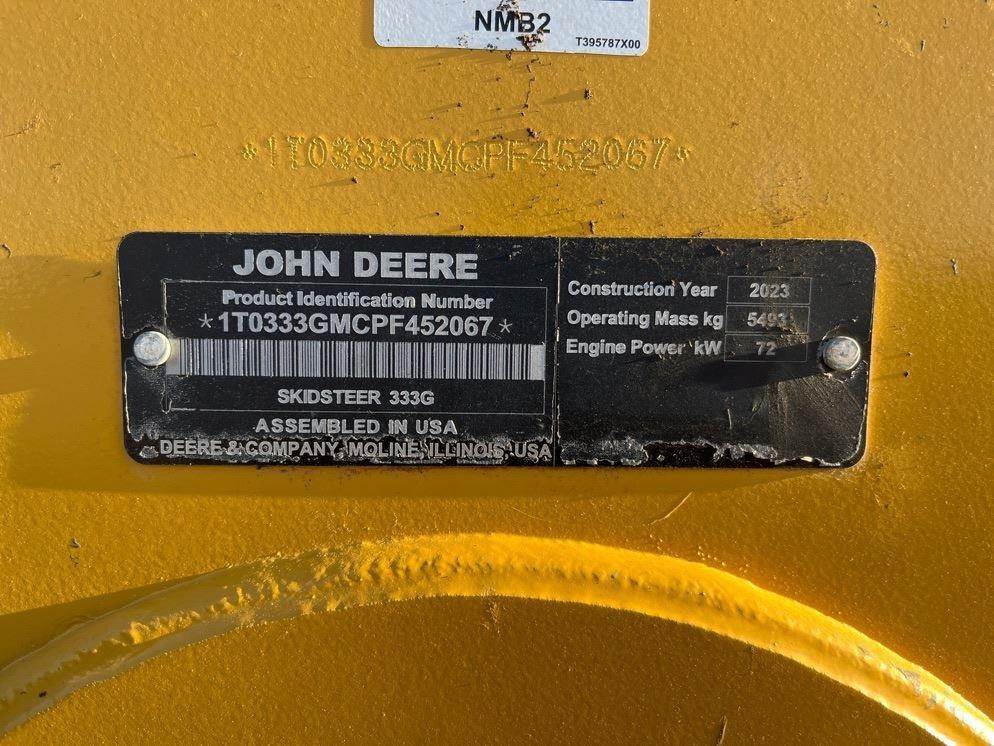 NMB2
T395787X00
*1T0333GMCPF452067*
JOHN DEERE
Product Identification Number
*1T0333GMCPF452067*
SKIDSTEER 333G
ASSEMBLED IN USA
DEERE & COMPANY, MOLINE, ILLINOIS, USA
Construction Year 2023
Operating Mass kg 5493
Engine Power kW 72